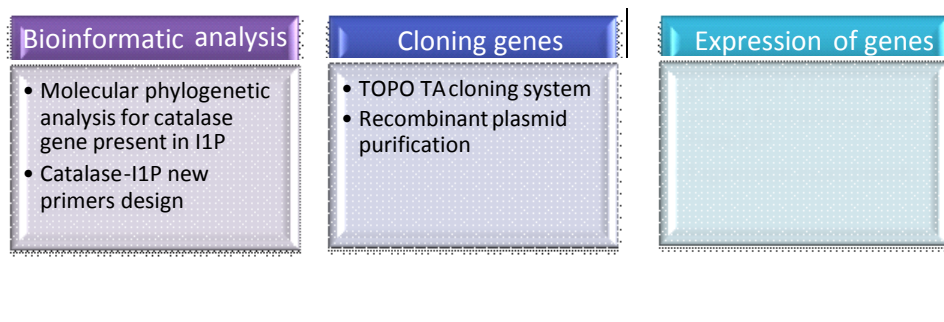 Bioinformatic analysis
• Molecular phylogenetic
analysis for catalase
gene present in I1P
• Catalase-I1P new
primers design
Cloning genes
• TOPO TA cloning system
• Recombinant plasmid
purification
Expression of genes